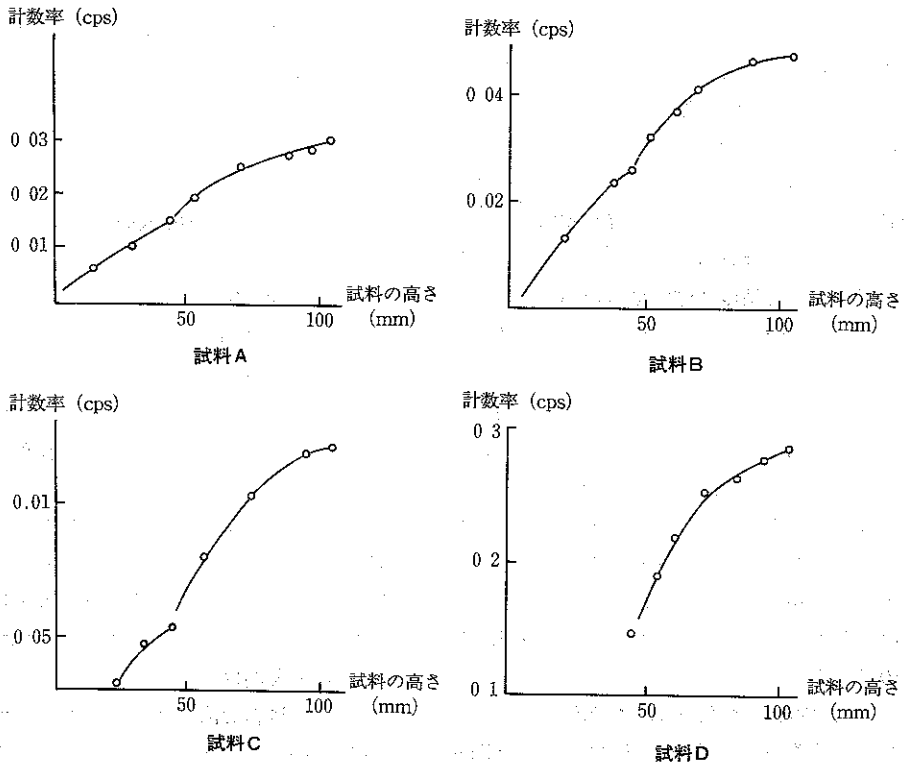 計数率 (cps)
0 03
0 02
0 01
50
100
試料の高さ
(mm)
試料A
計数率 (cps)
0 04
0 02
50
100
試料の高さ
(mm)
試料B
計数率 (cps)
0 01
0 05
50
100
試料の高さ
(mm)
試料C
計数率 (cps)
0 3
0 2
0 1
50
100
試料の高さ
(mm)
試料D